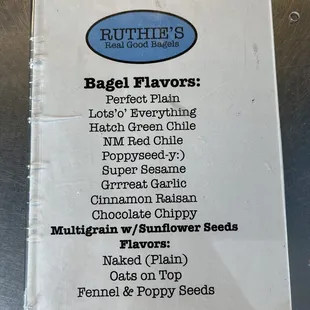 RUTHIE'S
Real Good Bagels
Bagel Flavors:
Perfect Plain
Lots'o' Everything
Hatch Green Chile
NM Red Chile
Poppyseed-y:)
Super Sesame
Grrreat Garlic
Cinnamon Raisan
Chocolate Chippy
Multigrain w/Sunflower Seeds
Flavors:
Naked (Plain)
Oats on Top
Fennel & Poppy Seeds